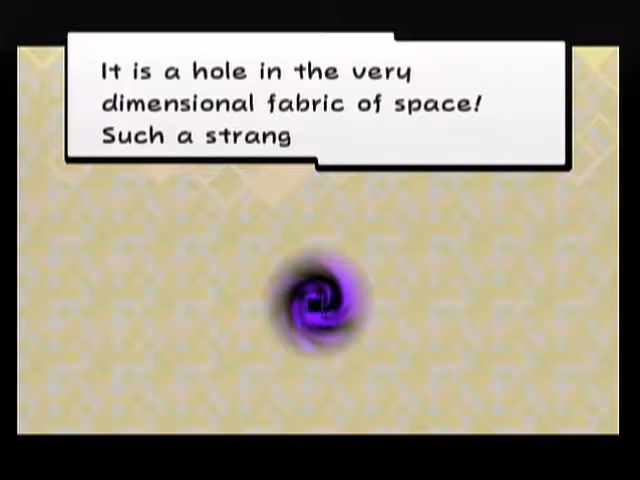 It is a hole in the very
dimensional fabric of space!
Such a strang